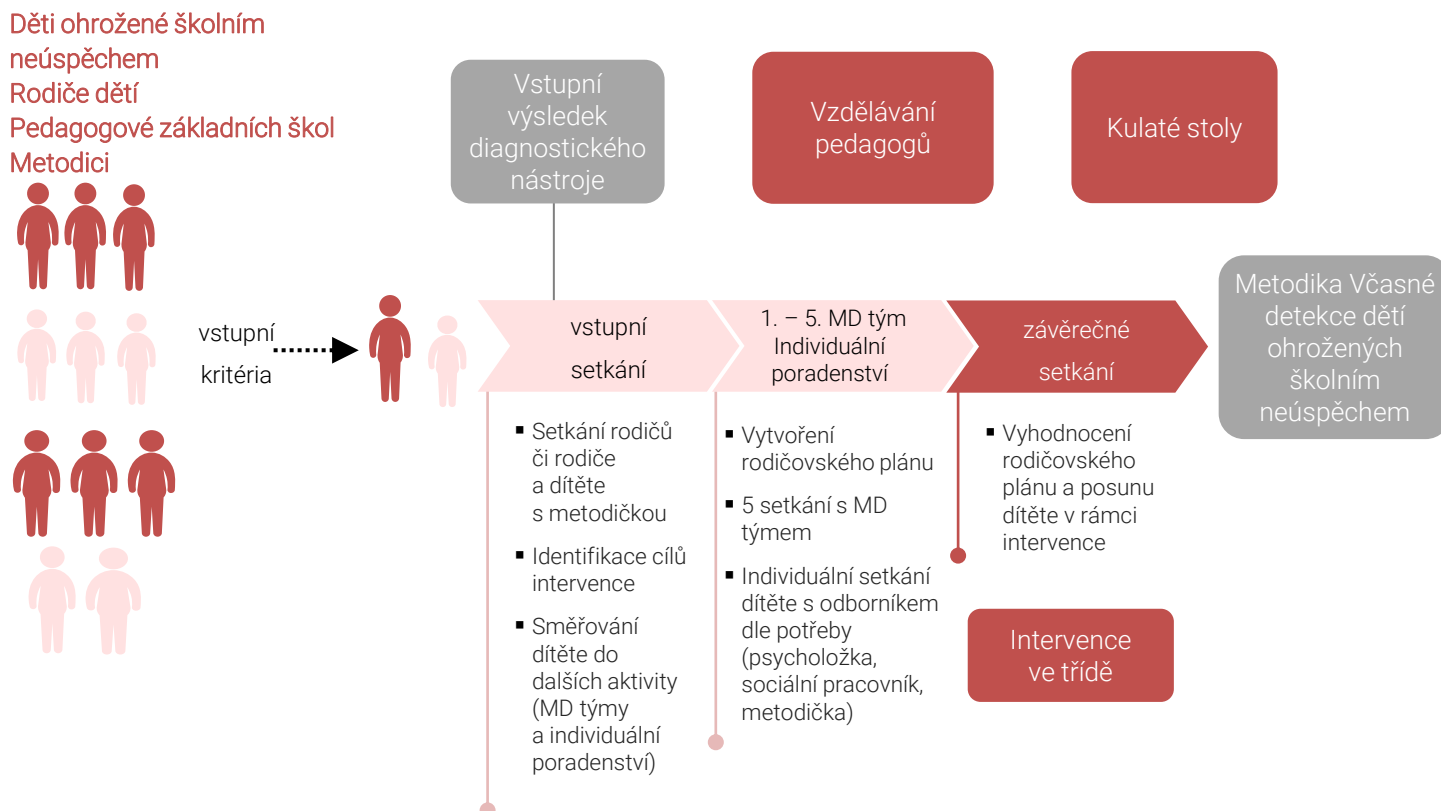 Děti ohrožené školním
neúspěchem
Rodiče dětí
Pedagogové základních škol
Metodici
Vstupní
výsledek
diagnostického
nástroje
Vzdělávání
pedagogů
Kulaté stoly
vstupní
kritéria
vstupní
setkání
1. – 5. MD tým
Individuální
poradenství
závěrečné
setkání
Metodika Včasné
detekce dětí
ohrožených
školním
neúspěchem
▪ Setkání rodičů
či rodiče
a dítěte
s metodičkou
▪ Identifikace cílů
intervence
▪ Směřování
dítěte do
dalších aktivity
(MD týmy
a individuální
poradenství)
▪ Vytvoření
rodičovského plánu
▪ 5 setkání s MD
týmem
▪ Individuální setkání
dítěte s odborníkem
dle potřeby
(psycholožka,
sociální pracovník,
metodička)
▪ Vyhodnocení
rodičovského
plánu a posunu
dítěte v rámci
intervence
Intervence
ve třídě